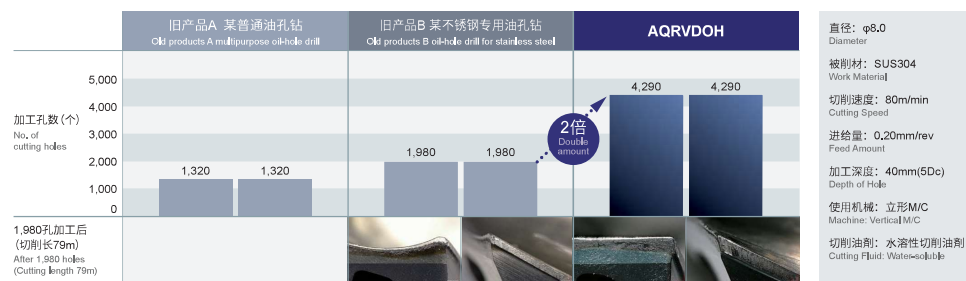 旧产品A 某普通油孔钻
Old products A multipurpose oil-hole drill
旧产品B 某不锈钢专用油孔钻
Old products B oil-hole drill for stainless steel
AQRVDOH
加工孔数(个)
No. of
cutting holes
5,000
4,000
3,000
2,000
1,000
0
1,320
1,320
1,980
1,980
2倍
Double
amount
4,290
4,290
1,980孔加工后
(切削长79m)
After 1,980 holes
(Cutting length 79m)
直径：φ8.0
Diameter
被削材：SUS304
Work Material
切削速度：80m/min
Cutting Speed
进给量：0.20mm/rev
Feed Amount
加工深度：40mm(5Dc)
Depth of Hole
使用机械：立形M/C
Machine: Vertical M/C
切削油劑：水溶性切削油劑
Cutting Fluid: Water-soluble